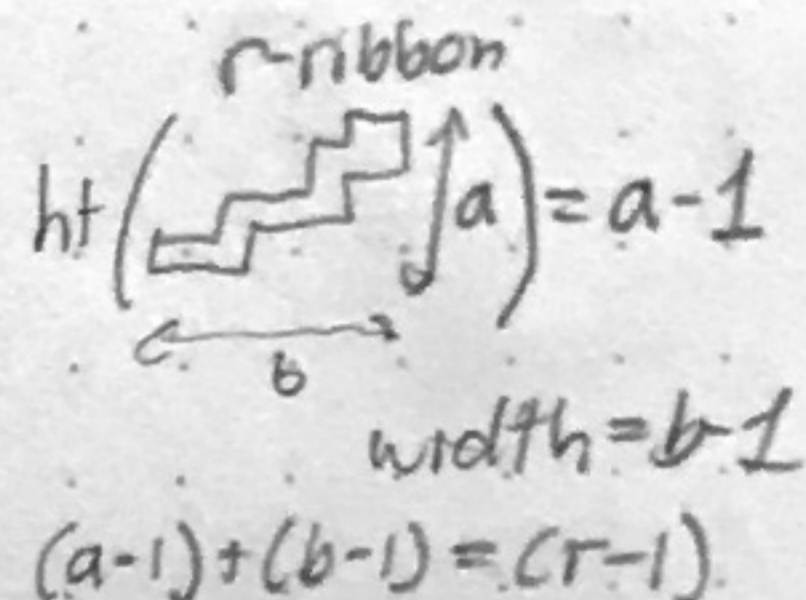 r-ribbon
ht( a ) = a-1
b
width = b-1
(a-1)+(b-1) = (r-1)